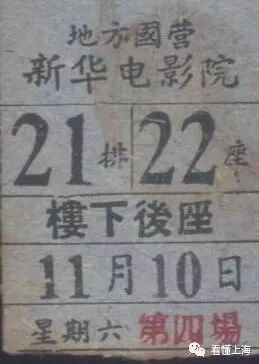 地方國营
新华电影院
21排 22座
樓下後座
11月10日
星期六 第四場
看懂上海